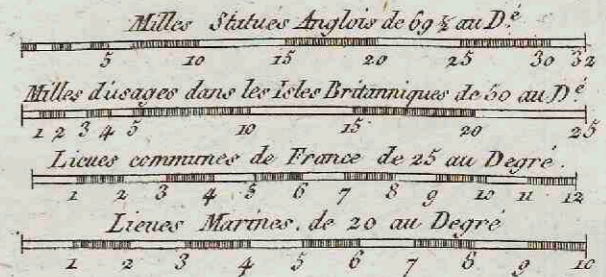 Milles Statués Anglois de 69 ½ au Dé.
5 10 15 20 25 30 32
Milles d'usages dans les Isles Britanniques de 50 au Dé
1 2 3 4 5 10 15 20 25
Lieues communes de France de 25 au Degré.
1 2 3 4 5 6 7 8 9 10 11 12
Lieues Marines. de 20 au Degré
1 2 3 4 5 6 7 8 9 10